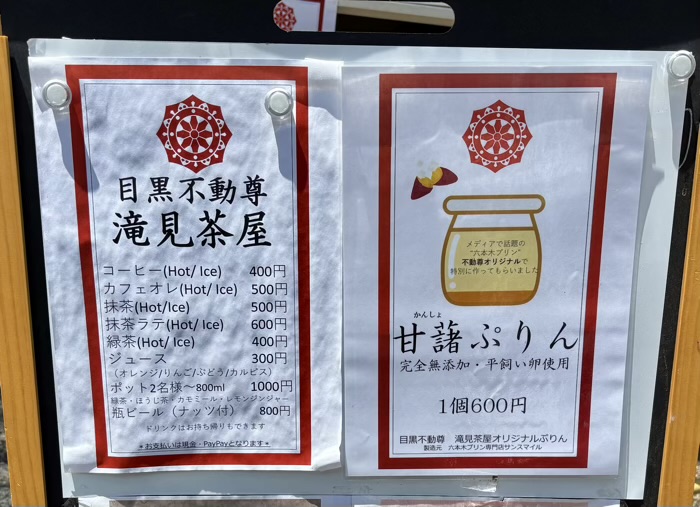 目黒不動尊
滝見茶屋
コーヒー(Hot/ Ice) 400円
カフェオレ(Hot/ Ice) 500円
抹茶(Hot/Ice) 500円
抹茶ラテ(Hot/ Ice) 600円
緑茶(Hot/ Ice) 400円
ジュース 300円
（オレンジ/りんご/ぶどう/カルピス）
ポット2名様～800ml 1000円
緑茶・ほうじ茶・カモミール・レモンジンジャー
瓶ビール（ナッツ付） 800円
ドリンクはお持ち帰りもできます
＊お支払いは現金・PayPayとなります＊
メディアで話題の
"六本木プリン"
不動尊オリジナルで
特別に作ってもらいました
かんしょ
甘藷ぷりん
完全無添加・平飼い卵使用
1個600円
目黒不動尊 滝見茶屋オリジナルぷりん
製造元 六本木プリン専門店サンスマイル